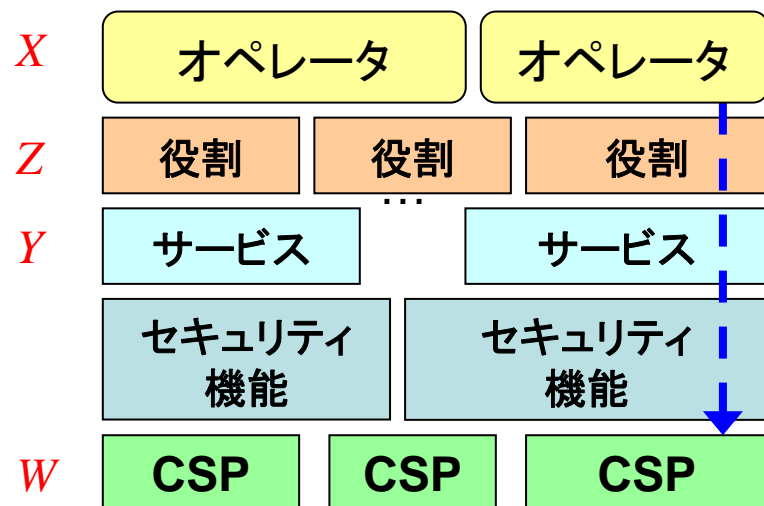 X オペレータ オペレータ
Z 役割 役割 役割
…
Y サービス サービス
セキュリティ セキュリティ
機能 機能
W CSP CSP CSP